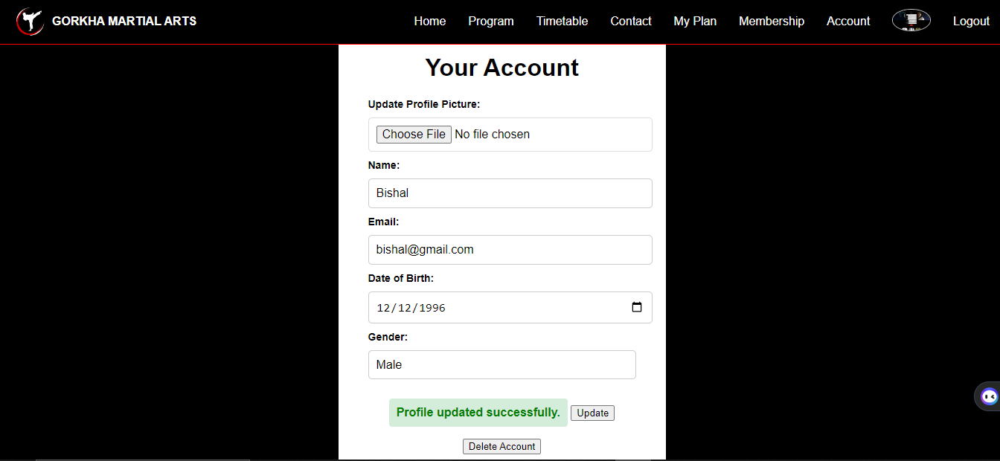 GORKHA MARTIAL ARTS
Home Program Timetable Contact My Plan Membership Account Logout
Your Account
Update Profile Picture:
Choose File No file chosen
Name:
Bishal
Email:
bishal@gmail.com
Date of Birth:
12/12/1996
Gender:
Male
Profile updated successfully. Update
Delete Account